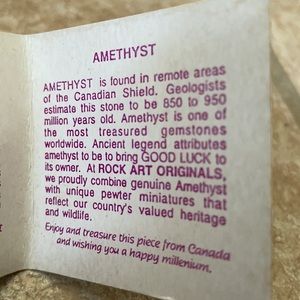 AMETHYST
AMETHYST is found in remote areas
of the Canadian Shield. Geologists
estimate this stone to be 850 to 950
million years old. Amethyst is one of
the most treasured gemstones
worldwide. Ancient legend attributes
amethyst to be to bring GOOD LUCK to
its owner. At ROCK ART ORIGINALS,
we proudly combine genuine Amethyst
with unique pewter miniatures that
reflect our country's valued heritage
and wildlife.
Enjoy and treasure this piece from Canada
and wishing you a happy millenium.